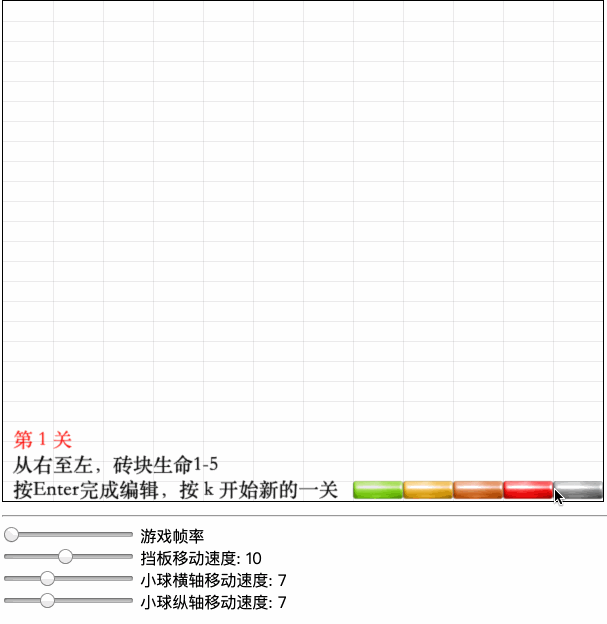 第 1 关
从右至左，砖块生命1-5
按Enter完成编辑，按 k 开始新的一关
游戏帧率
挡板移动速度: 10
小球横轴移动速度: 7
小球纵轴移动速度: 7